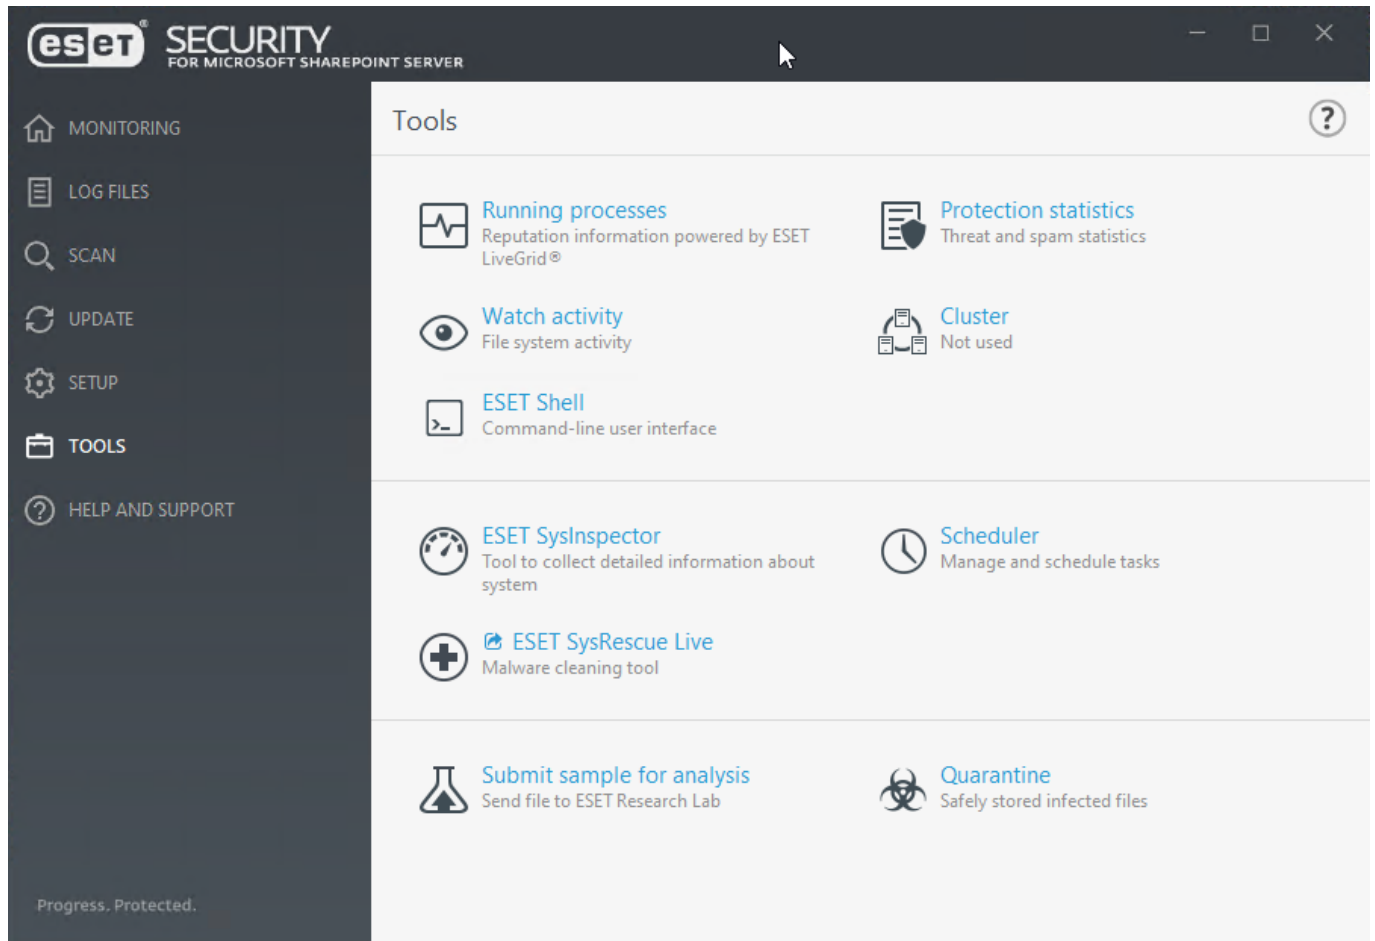 eset® SECURITY
FOR MICROSOFT SHAREPOINT SERVER
MONITORING
LOG FILES
SCAN
UPDATE
SETUP
TOOLS
HELP AND SUPPORT
Progress. Protected.
Tools
?
Running processes
Reputation information powered by ESET
LiveGrid®
Protection statistics
Threat and spam statistics
Watch activity
File system activity
Cluster
Not used
ESET Shell
Command-line user interface
ESET SysInspector
Tool to collect detailed information about
system
Scheduler
Manage and schedule tasks
ESET SysRescue Live
Malware cleaning tool
Submit sample for analysis
Send file to ESET Research Lab
Quarantine
Safely stored infected files